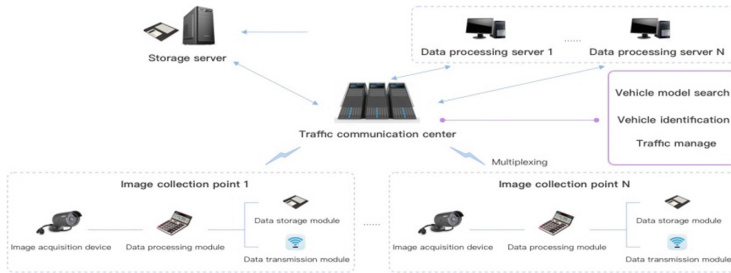 Storage server
Data processing server 1
......
Data processing server N
Traffic communication center
Vehicle model search
Vehicle identification
Traffic manage
Multiplexing
Image collection point 1
Image acquisition device
Data processing module
Data storage module
Data transmission module
......
Image collection point N
Image acquisition device
Data processing module
Data storage module
Data transmission module